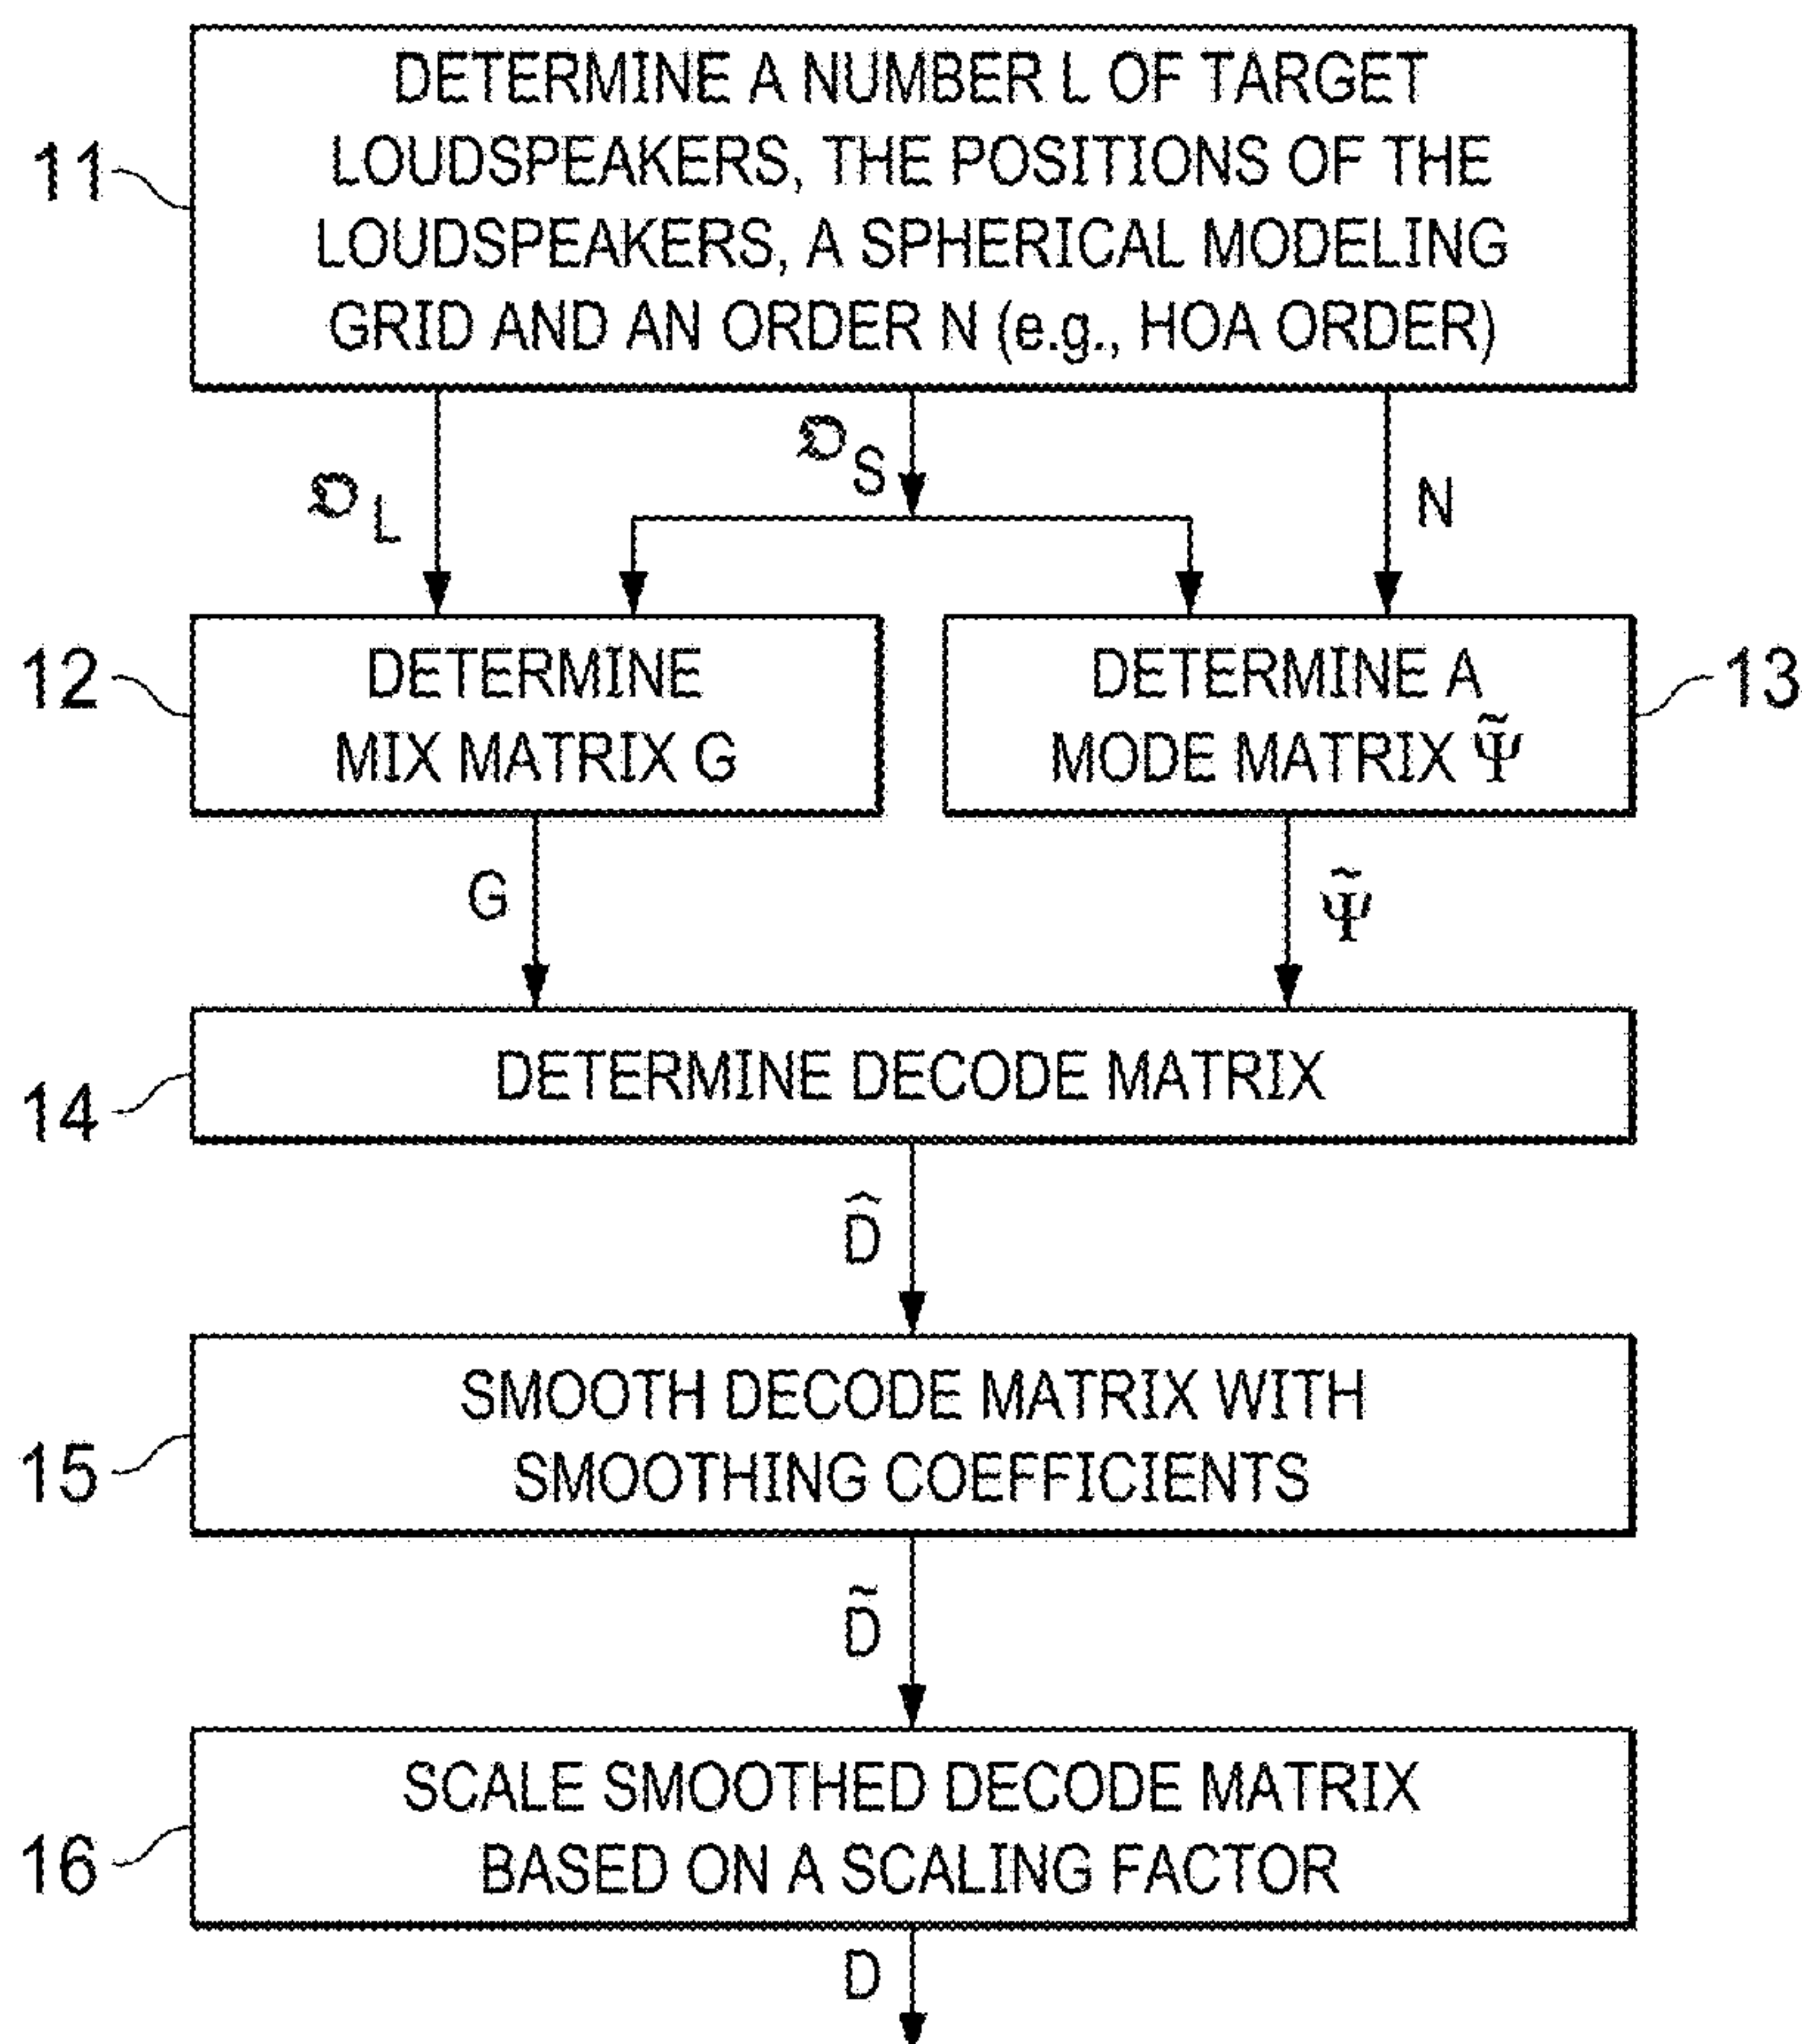 DETERMINE A NUMBER L OF TARGET
LOUDSPEAKERS, THE POSITIONS OF THE
LOUDSPEAKERS, A SPHERICAL MODELING
GRID AND AN ORDER N (e.g., HOA ORDER)
11
S
L
N
12
DETERMINE
MIX MATRIX G
DETERMINE A
MODE MATRIX Ψ̃
13
G
Ψ̃
14
DETERMINE DECODE MATRIX
D̂
15
SMOOTH DECODE MATRIX WITH
SMOOTHING COEFFICIENTS
D̃
16
SCALE SMOOTHED DECODE MATRIX
BASED ON A SCALING FACTOR
D